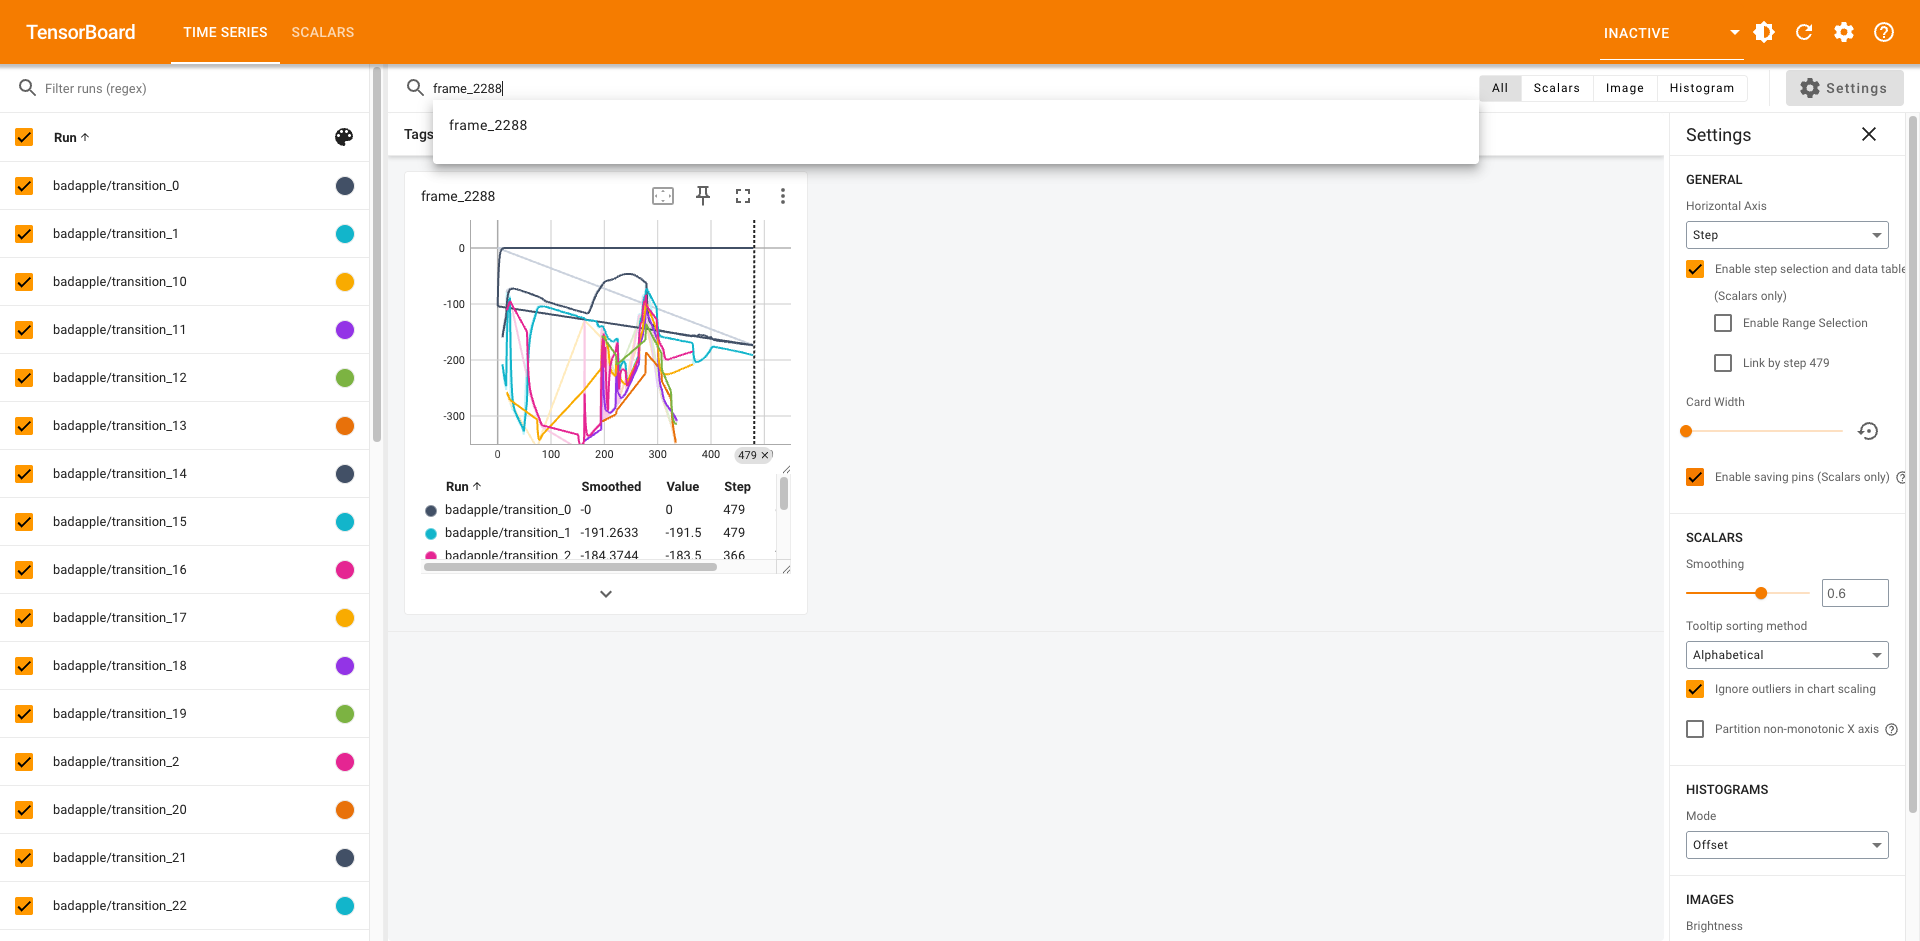 TensorBoard
TIME SERIES
SCALARS
INACTIVE
Filter runs (regex)
frame_2288
All
Scalars
Image
Histogram
Settings
frame_2288
Run
Tags
Settings
badapple/transition_0
badapple/transition_1
badapple/transition_10
badapple/transition_11
badapple/transition_12
badapple/transition_13
badapple/transition_14
badapple/transition_15
badapple/transition_16
badapple/transition_17
badapple/transition_18
badapple/transition_19
badapple/transition_2
badapple/transition_20
badapple/transition_21
badapple/transition_22
frame_2288
0
-100
-200
-300
0 100 200 300 400 479
Run Smoothed Value Step
badapple/transition_0 -0 0 479
badapple/transition_1 -191.2633 -191.5 479
badapple/transition_2 -184.3744 -183.5 366
GENERAL
Horizontal Axis
Step
Enable step selection and data table
(Scalars only)
Enable Range Selection
Link by step 479
Card Width
Enable saving pins (Scalars only)
SCALARS
Smoothing
0.6
Tooltip sorting method
Alphabetical
Ignore outliers in chart scaling
Partition non-monotonic X axis
HISTOGRAMS
Mode
Offset
IMAGES
Brightness